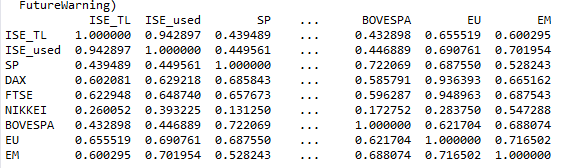 FutureWarning)
ISE_TL ISE_used SP ... BOVESPA EU EM
ISE_TL 1.000000 0.942897 0.439489 ... 0.432898 0.655519 0.600295
ISE_used 0.942897 1.000000 0.449561 ... 0.446889 0.690761 0.701954
SP 0.439489 0.449561 1.000000 ... 0.722069 0.687550 0.528243
DAX 0.602081 0.629218 0.685843 ... 0.585791 0.936393 0.665162
FTSE 0.622948 0.648740 0.657673 ... 0.596287 0.948963 0.687543
NIKKEI 0.260052 0.393225 0.131250 ... 0.172752 0.283750 0.547288
BOVESPA 0.432898 0.446889 0.722069 ... 1.000000 0.621704 0.688074
EU 0.655519 0.690761 0.687550 ... 0.621704 1.000000 0.716502
EM 0.600295 0.701954 0.528243 ... 0.688074 0.716502 1.000000